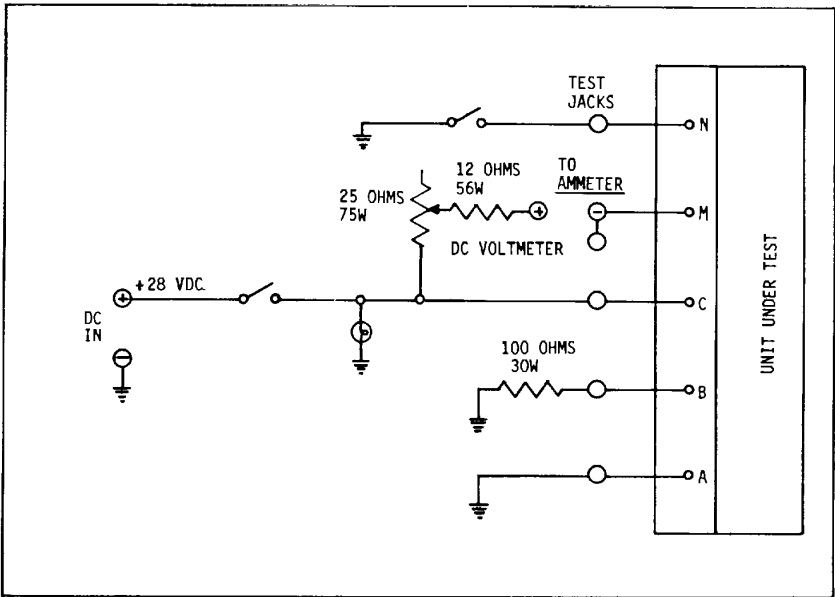 TEST
JACKS
N
12 OHMS
56W
TO
AMMETER
25 OHMS
75W
+
−
M
DC VOLTMETER
+28 VDC.
+
DC
IN
−
C
100 OHMS
30W
B
A
UNIT UNDER TEST